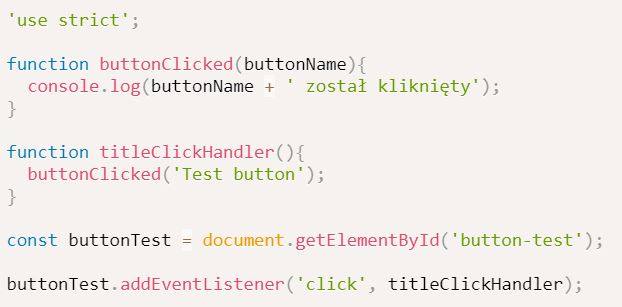 'use strict';
function buttonClicked(buttonName){
console.log(buttonName + ' został kliknięty');
}
function titleClickHandler(){
buttonClicked('Test button');
}
const buttonTest = document.getElementById('button-test');
buttonTest.addEventListener('click', titleClickHandler);